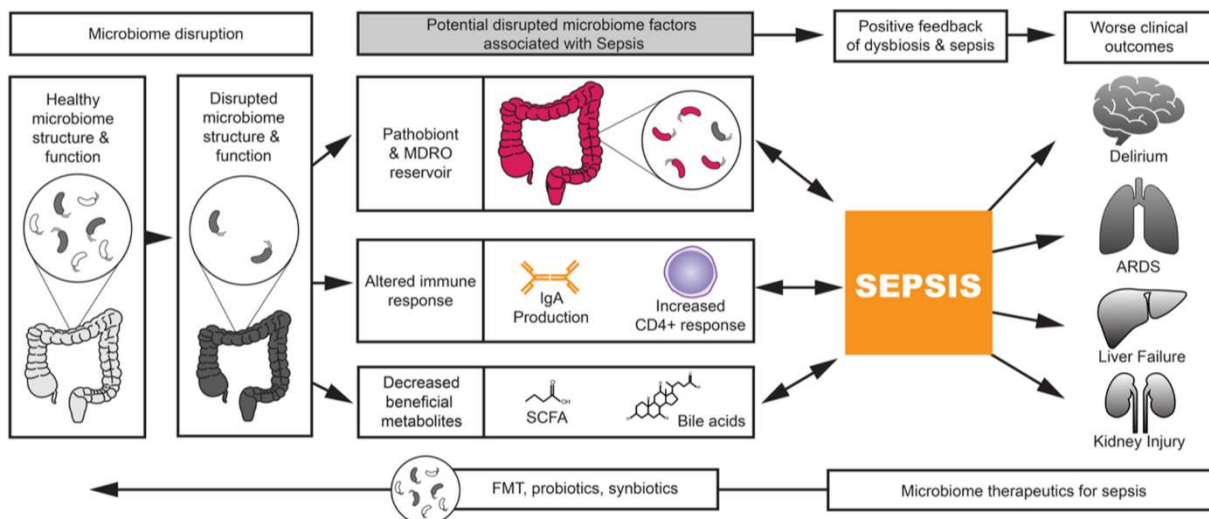 Microbiome disruption
Potential disrupted microbiome factors
associated with Sepsis
Positive feedback
of dysbiosis & sepsis
Worse clinical
outcomes
Healthy
microbiome
structure &
function
Disrupted
microbiome
structure &
function
Pathobiont
& MDRO
reservoir
Altered immune
response
IgA
Production
Increased
CD4+ response
Decreased
beneficial
metabolites
O
OH
SCFA
Bile acids
SEPSIS
Delirium
ARDS
Liver Failure
Kidney Injury
FMT, probiotics, synbiotics
Microbiome therapeutics for sepsis